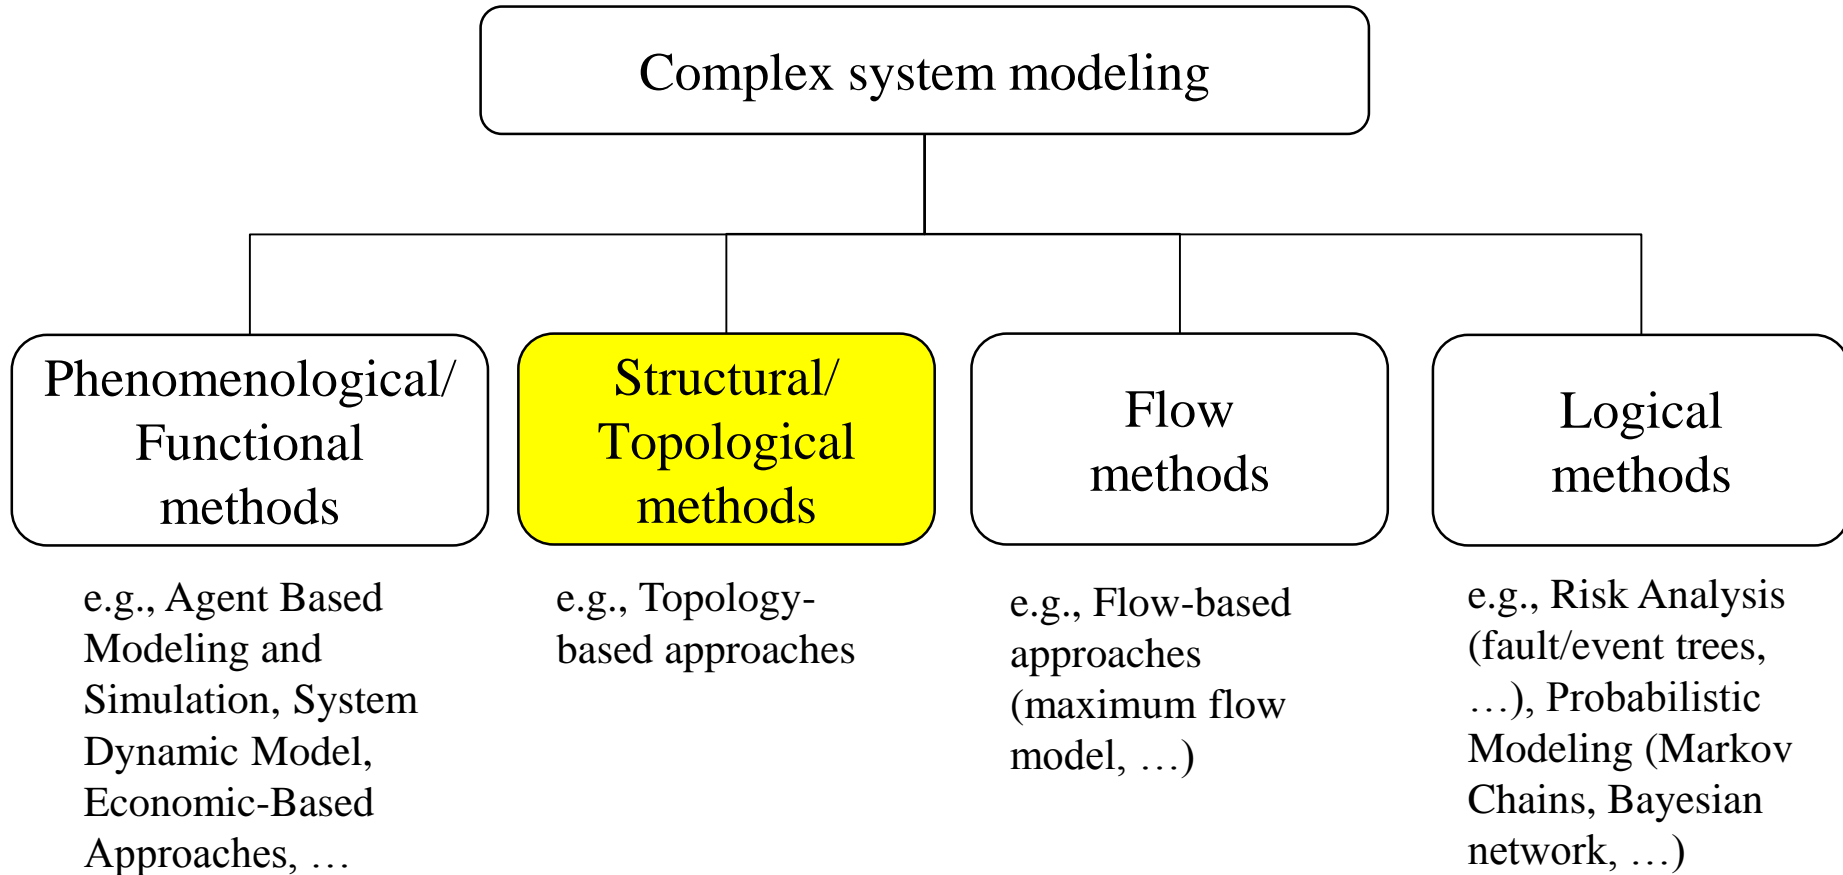 Complex system modeling
Phenomenological/
Functional
methods
Structural/
Topological
methods
Flow
methods
Logical
methods
e.g., Agent Based
Modeling and
Simulation, System
Dynamic Model,
Economic-Based
Approaches, …
e.g., Topology-
based approaches
e.g., Flow-based
approaches
(maximum flow
model, …)
e.g., Risk Analysis
(fault/event trees,
…), Probabilistic
Modeling (Markov
Chains, Bayesian
network, …)